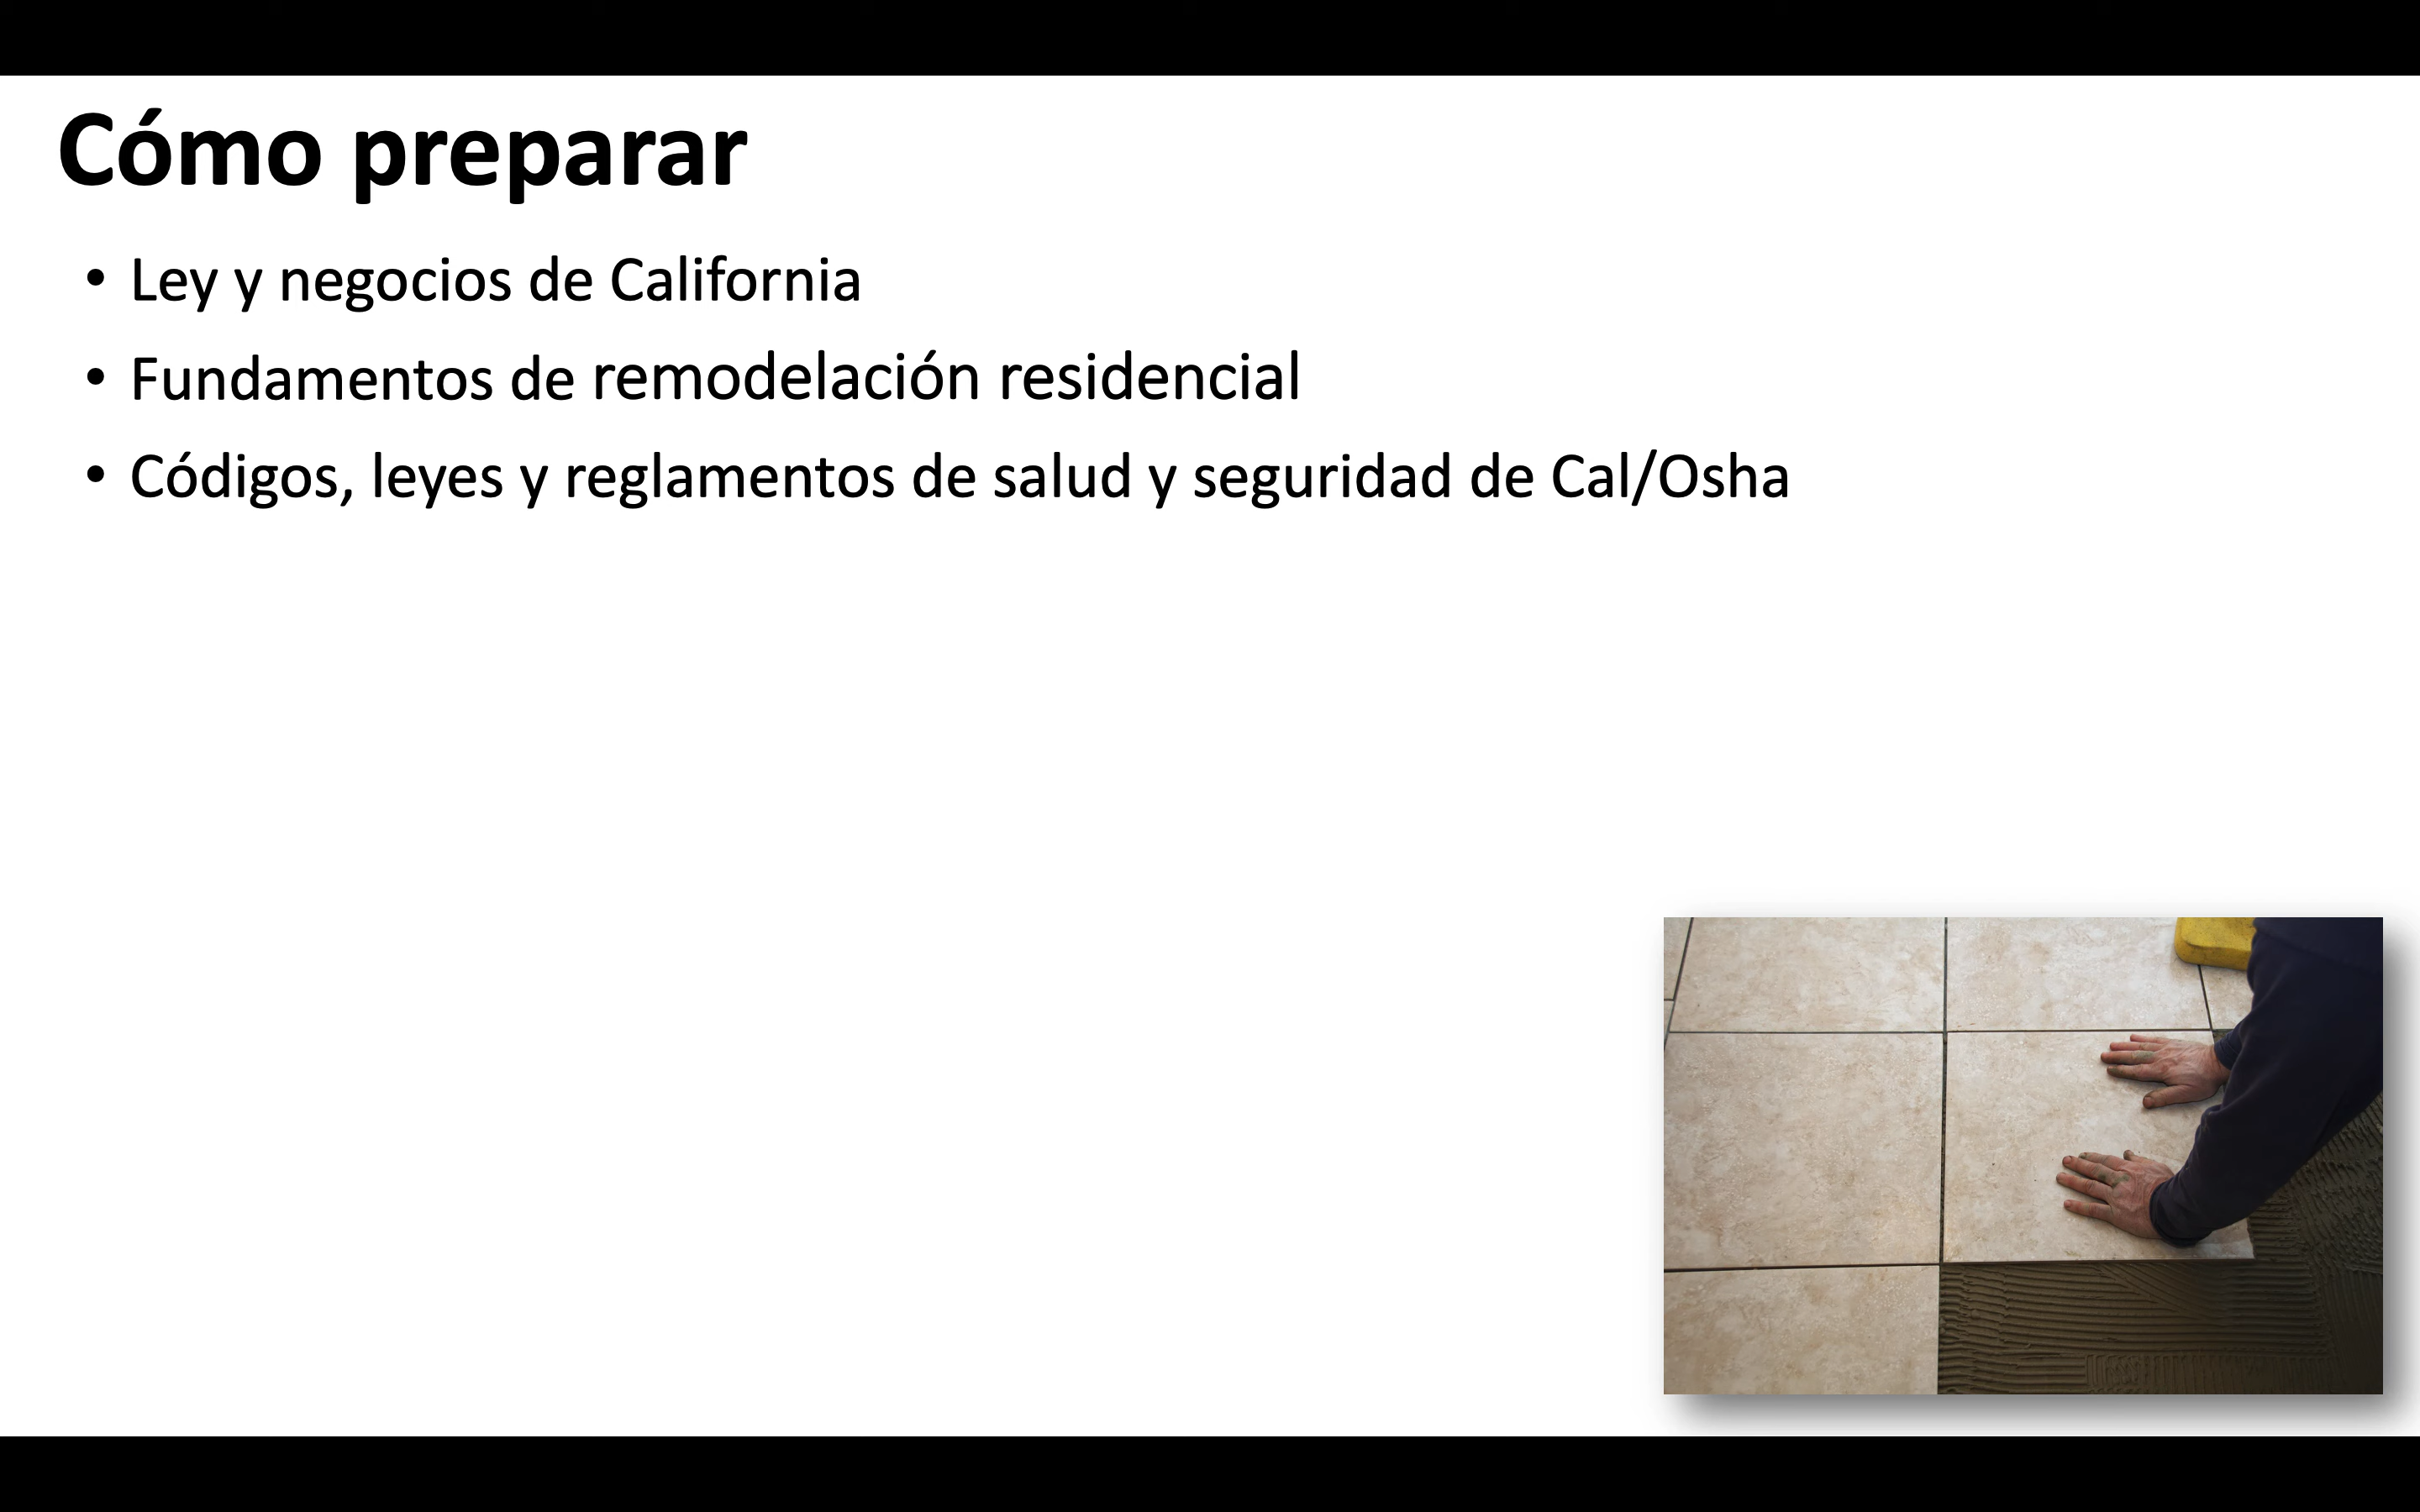 Cómo preparar
• Ley y negocios de California
• Fundamentos de remodelación residencial
• Códigos, leyes y reglamentos de salud y seguridad de Cal/Osha